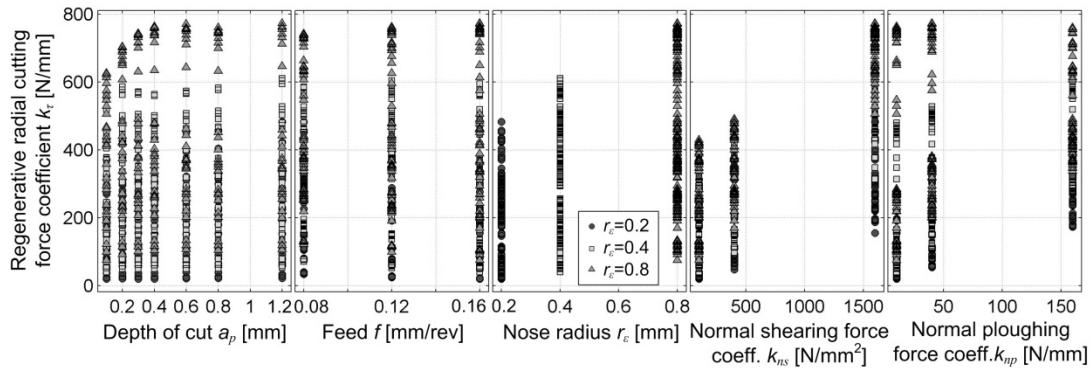 Regenerative radial cutting
force coefficient kτ [N/mm]
800
600
400
200
0
0.2 0.4 0.6 0.8 1 1.2
0.08 0.12 0.16
0.2 0.4 0.6 0.8
0 500 1000 1500
0 50 100 150
rε=0.2
rε=0.4
rε=0.8
Depth of cut ap [mm]
Feed f [mm/rev]
Nose radius rε [mm]
Normal shearing force
coeff. kns [N/mm²]
Normal ploughing
force coeff.knp [N/mm]